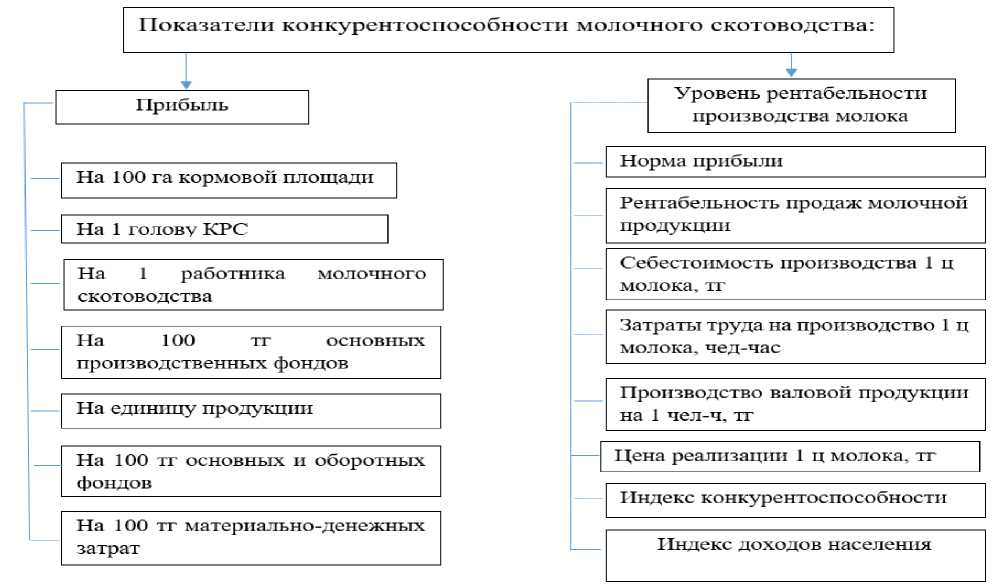 Показатели конкурентоспособности молочного скотоводства:
Прибыль
На 100 га кормовой площади
На 1 голову КРС
На 1 работника молочного
скотоводства
На 100 тг основных
производственных фондов
На единицу продукции
На 100 тг основных и оборотных
фондов
На 100 тг материально-денежных
затрат
Уровень рентабельности
производства молока
Норма прибыли
Рентабельность продаж молочной
продукции
Себестоимость производства 1 ц
молока, тг
Затраты труда на производство 1 ц
молока, чед-час
Производство валовой продукции
на 1 чел-ч, тг
Цена реализации 1 ц молока, тг
Индекс конкурентоспособности
Индекс доходов населения